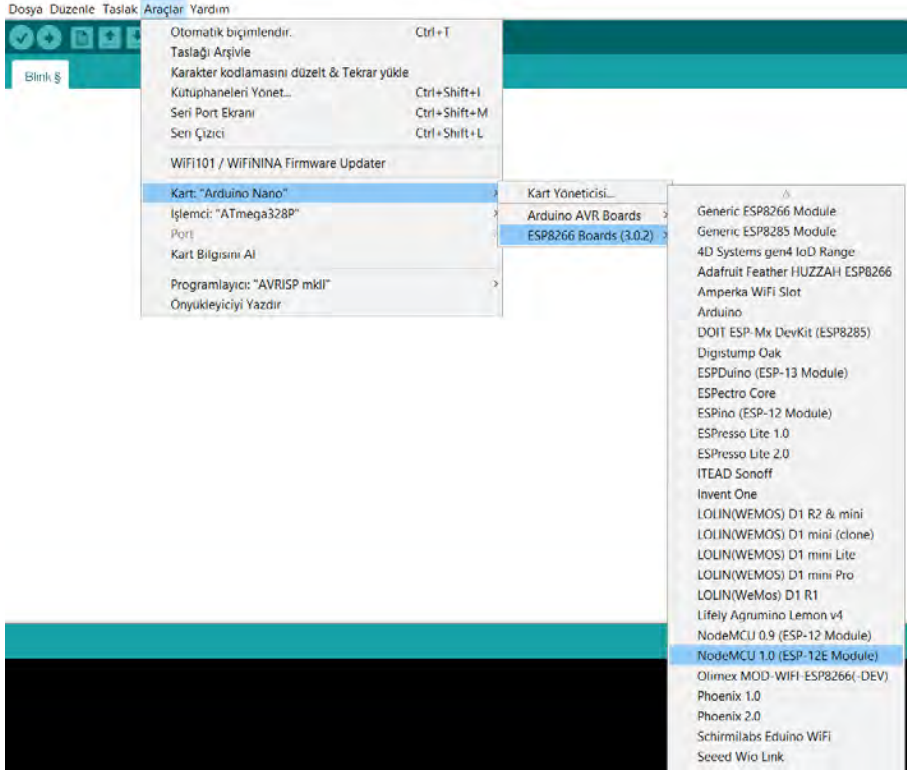 Dosya Düzenle Taslak Araçlar Yardım
Blink §
Otomatik biçimlendir. Ctrl+T
Taslağı Arşivle
Karakter kodlamasını düzelt & Tekrar yükle
Kütüphaneleri Yönet... Ctrl+Shift+I
Seri Port Ekranı Ctrl+Shift+M
Seri Çizici Ctrl+Shift+L
WiFi101 / WiFiNINA Firmware Updater
Kart: "Arduino Nano"
İşlemci: "ATmega328P"
Port
Kart Bilgisini Al
Programlayıcı: "AVRISP mkII"
Önyükleyiciyi Yazdır
Kart Yöneticisi...
Arduino AVR Boards
ESP8266 Boards (3.0.2)
Generic ESP8266 Module
Generic ESP8285 Module
4D Systems gen4 IoD Range
Adafruit Feather HUZZAH ESP8266
Amperka WiFi Slot
Arduino
DOIT ESP-Mx DevKit (ESP8285)
Digistump Oak
ESPDuino (ESP-13 Module)
ESPectro Core
ESPino (ESP-12 Module)
ESPresso Lite 1.0
ESPresso Lite 2.0
ITEAD Sonoff
Invent One
LOLIN(WEMOS) D1 R2 & mini
LOLIN(WEMOS) D1 mini (clone)
LOLIN(WEMOS) D1 mini Lite
LOLIN(WEMOS) D1 mini Pro
LOLIN(WeMos) D1 R1
Lifely Agrumino Lemon v4
NodeMCU 0.9 (ESP-12 Module)
NodeMCU 1.0 (ESP-12E Module)
Olimex MOD-WIFI-ESP8266(-DEV)
Phoenix 1.0
Phoenix 2.0
Schirmilabs Eduino WiFi
Seeed Wio Link